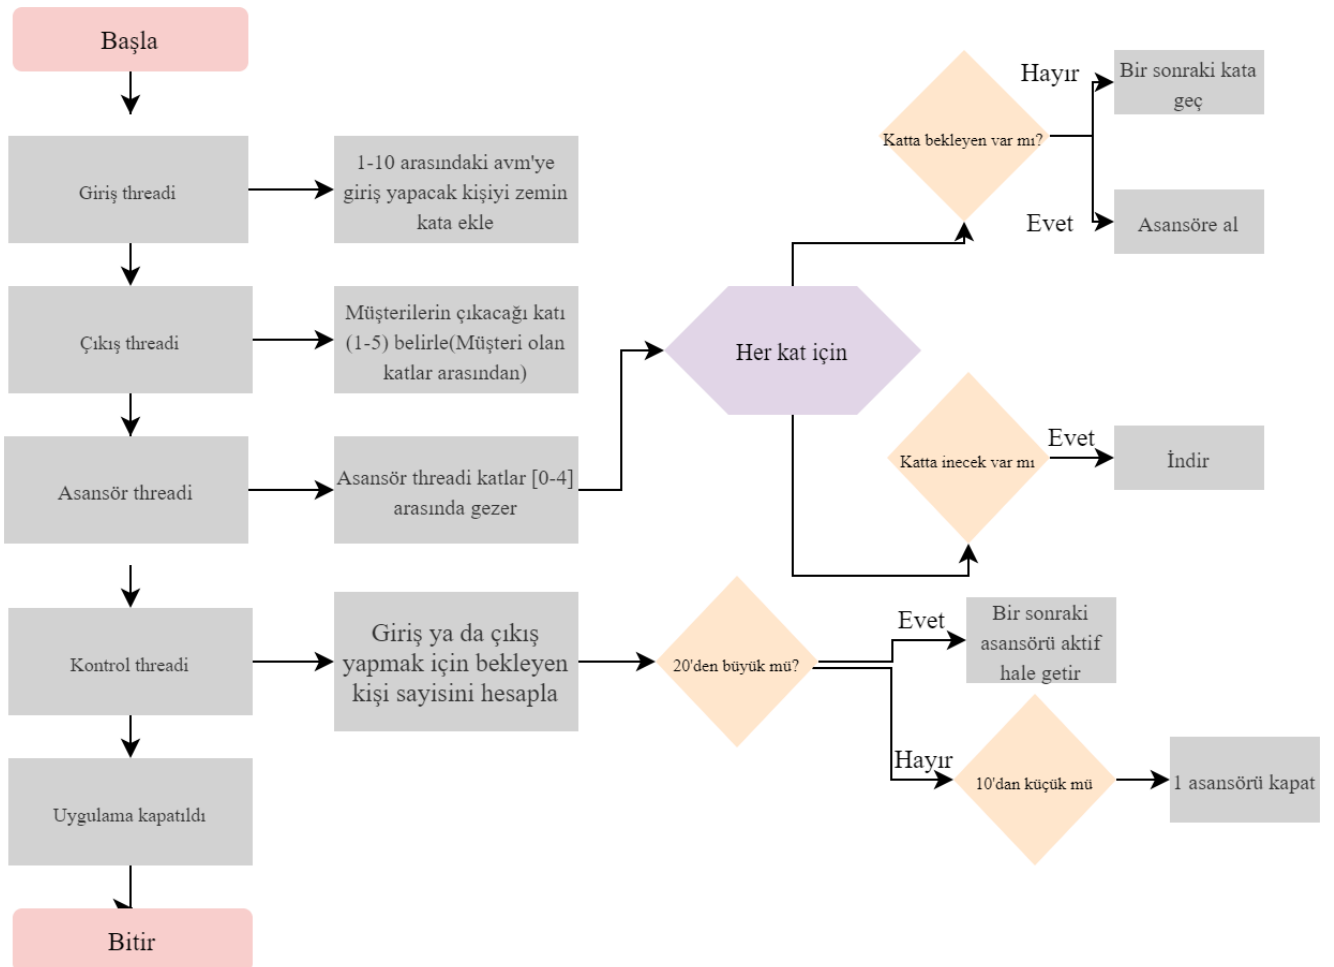 Başla
Giriş threadi
1-10 arasındaki avm'ye
giriş yapacak kişiyi zemin
kata ekle
Çıkış threadi
Müşterilerin çıkacağı katı
(1-5) belirle(Müşteri olan
katlar arasından)
Asansör threadi
Asansör threadi katlar [0-4]
arasında gezer
Her kat için
Katta bekleyen var mı?
Hayır
Bir sonraki kata
geç
Evet
Asansöre al
Katta inecek var mı
Evet
İndir
Kontrol threadi
Giriş ya da çıkış
yapmak için bekleyen
kişi sayisini hesapla
20'den büyük mü?
Evet
Bir sonraki
asansörü aktif
hale getir
Hayır
10'dan küçük mü
1 asansörü kapat
Uygulama kapatıldı
Bitir